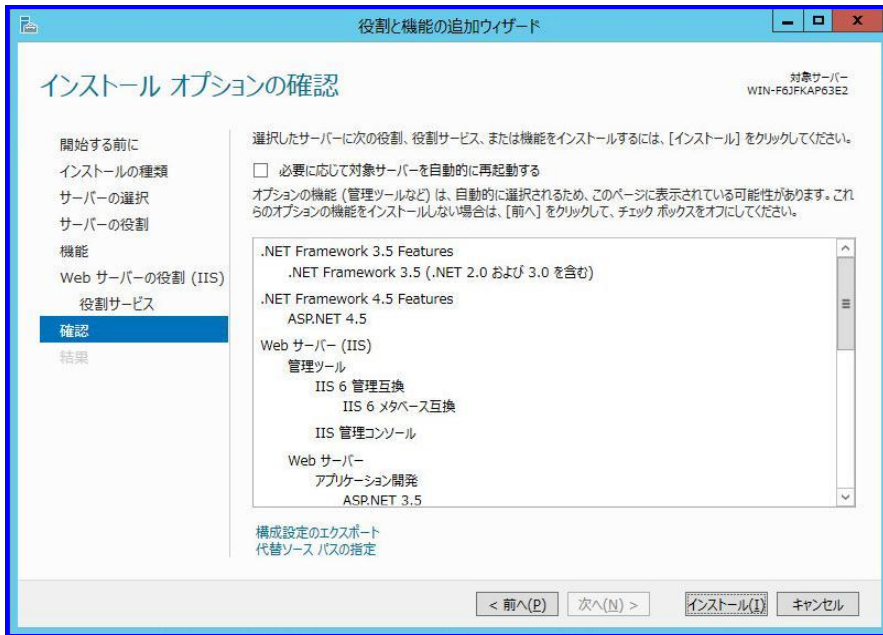 役割と機能の追加ウィザード
インストール オプションの確認
対象サーバー
WIN-F6JFKAP63E2
開始する前に
インストールの種類
サーバーの選択
サーバーの役割
機能
Web サーバーの役割 (IIS)
役割サービス
確認
結果
選択したサーバーに次の役割、役割サービス、または機能をインストールするには、[インストール] をクリックしてください。
必要に応じて対象サーバーを自動的に再起動する
オプションの機能 (管理ツールなど) は、自動的に選択されるため、このページに表示されている可能性があります。これ
らのオプションの機能をインストールしない場合は、[前へ] をクリックして、チェック ボックスをオフにしてください。
.NET Framework 3.5 Features
.NET Framework 3.5 (.NET 2.0 および 3.0 を含む)
.NET Framework 4.5 Features
ASP.NET 4.5
Web サーバー (IIS)
管理ツール
IIS 6 管理互換
IIS 6 メタベース互換
IIS 管理コンソール
Web サーバー
アプリケーション開発
ASP.NET 3.5
構成設定のエクスポート
代替ソース パスの指定
< 前へ(P)
次へ(N) >
インストール(I)
キャンセル